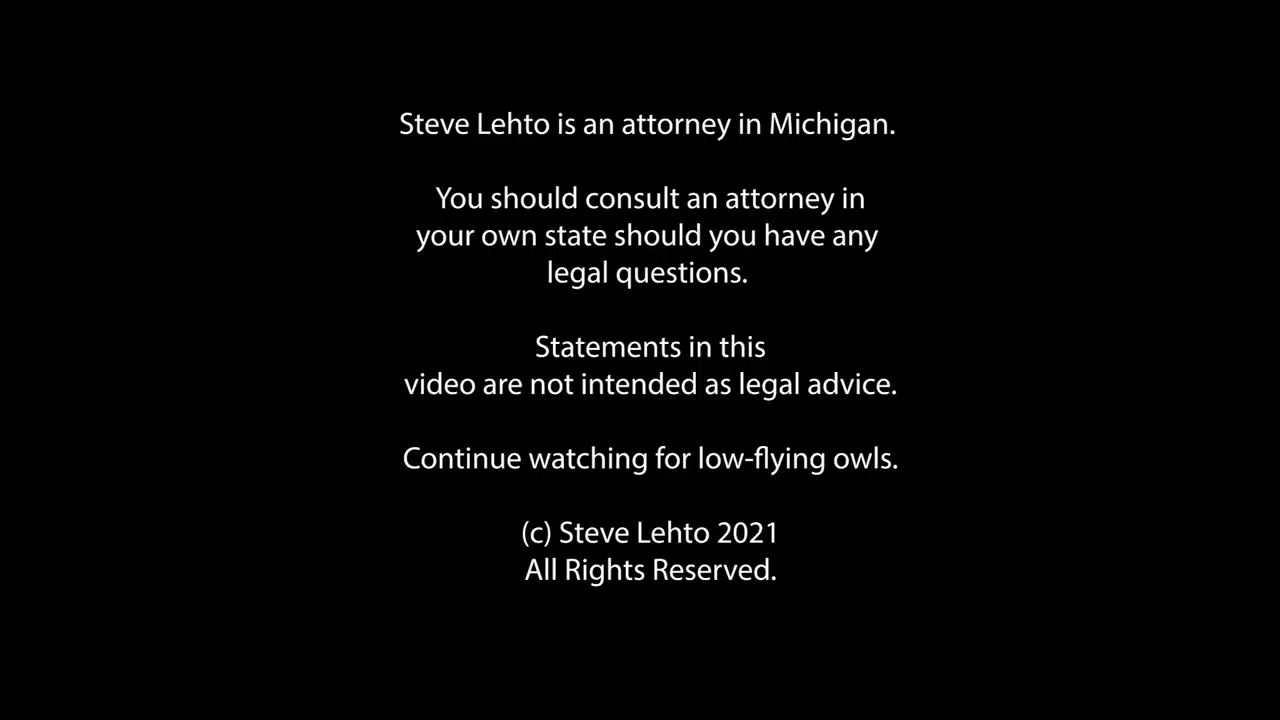 Steve Lehto is an attorney in Michigan.
You should consult an attorney in
your own state should you have any
legal questions.
Statements in this
video are not intended as legal advice.
Continue watching for low-flying owls.
(c) Steve Lehto 2021
All Rights Reserved.